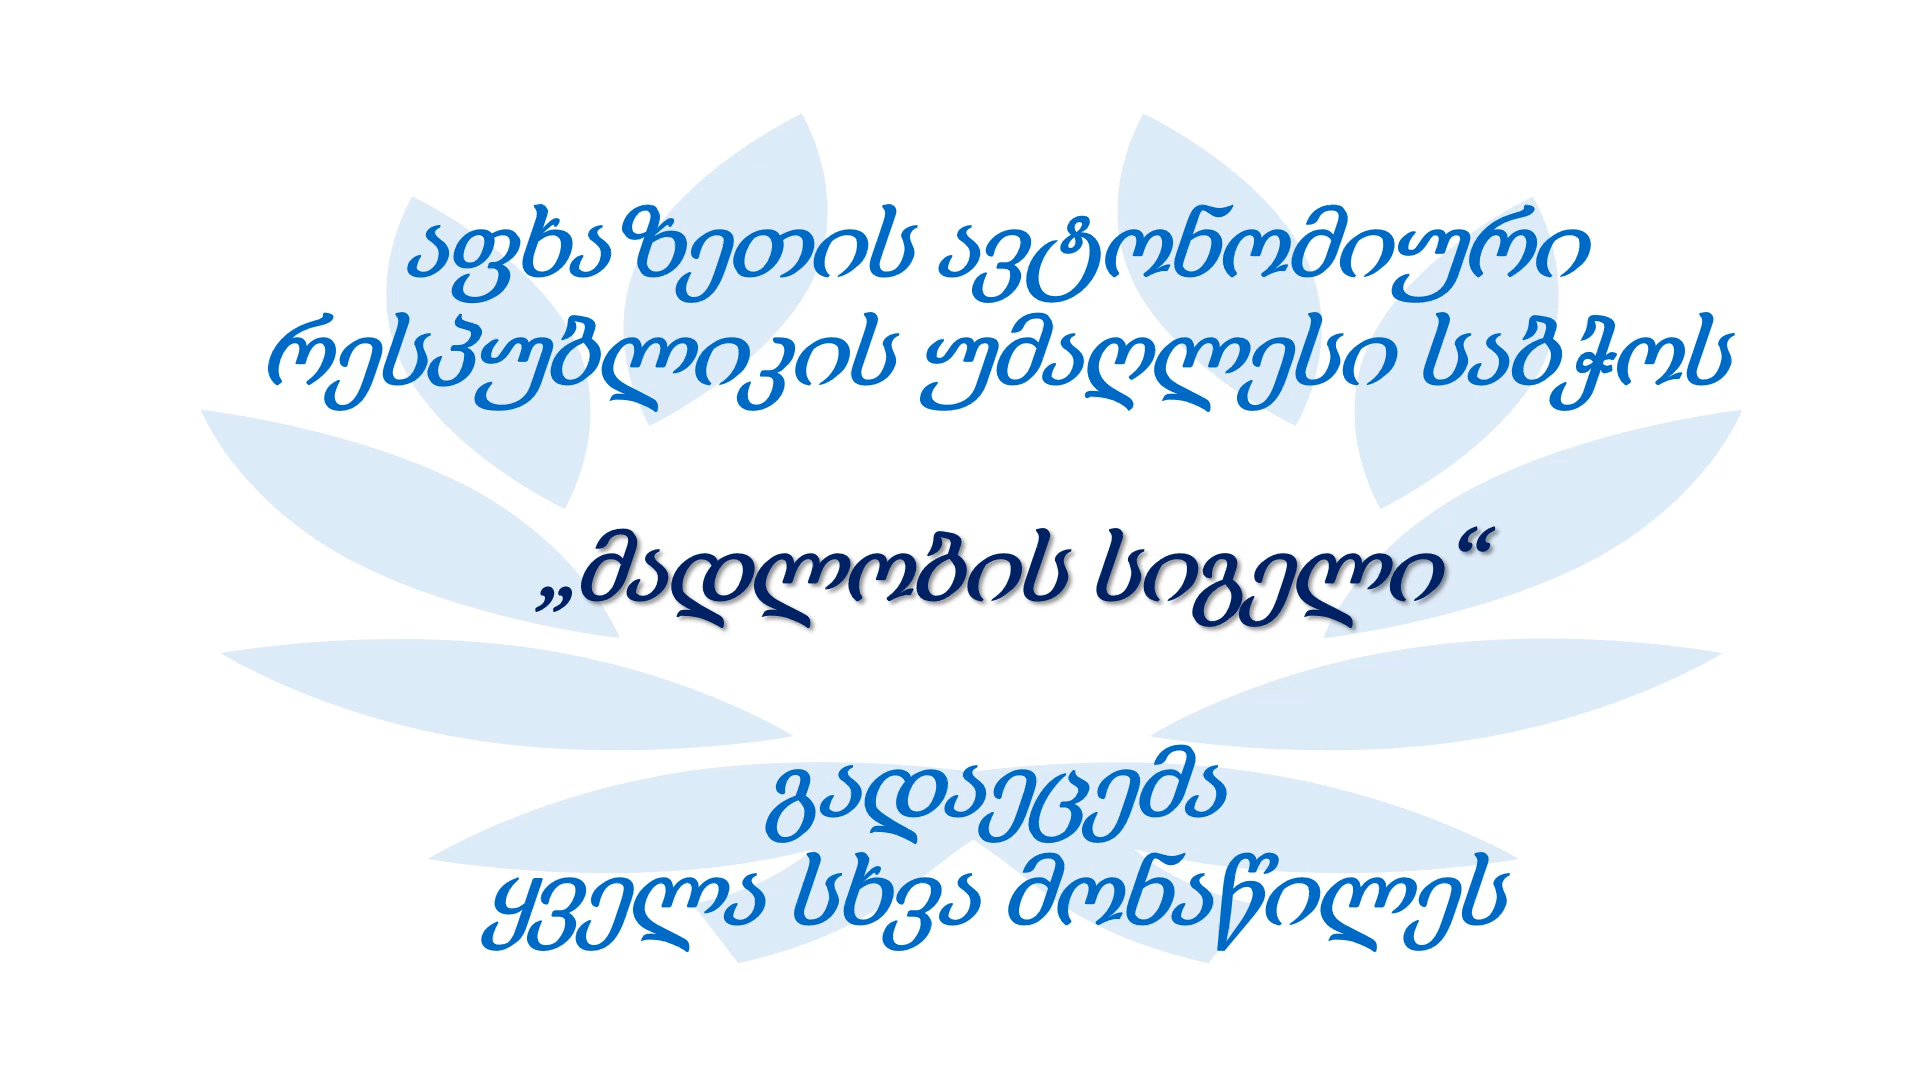 აფხაზეთის ავტონომიური
რესპუბლიკის უმაღლესი საბჭოს
„მადლობის სიგელი“
გადაეცემა
ყველა სხვა მონაწილეს